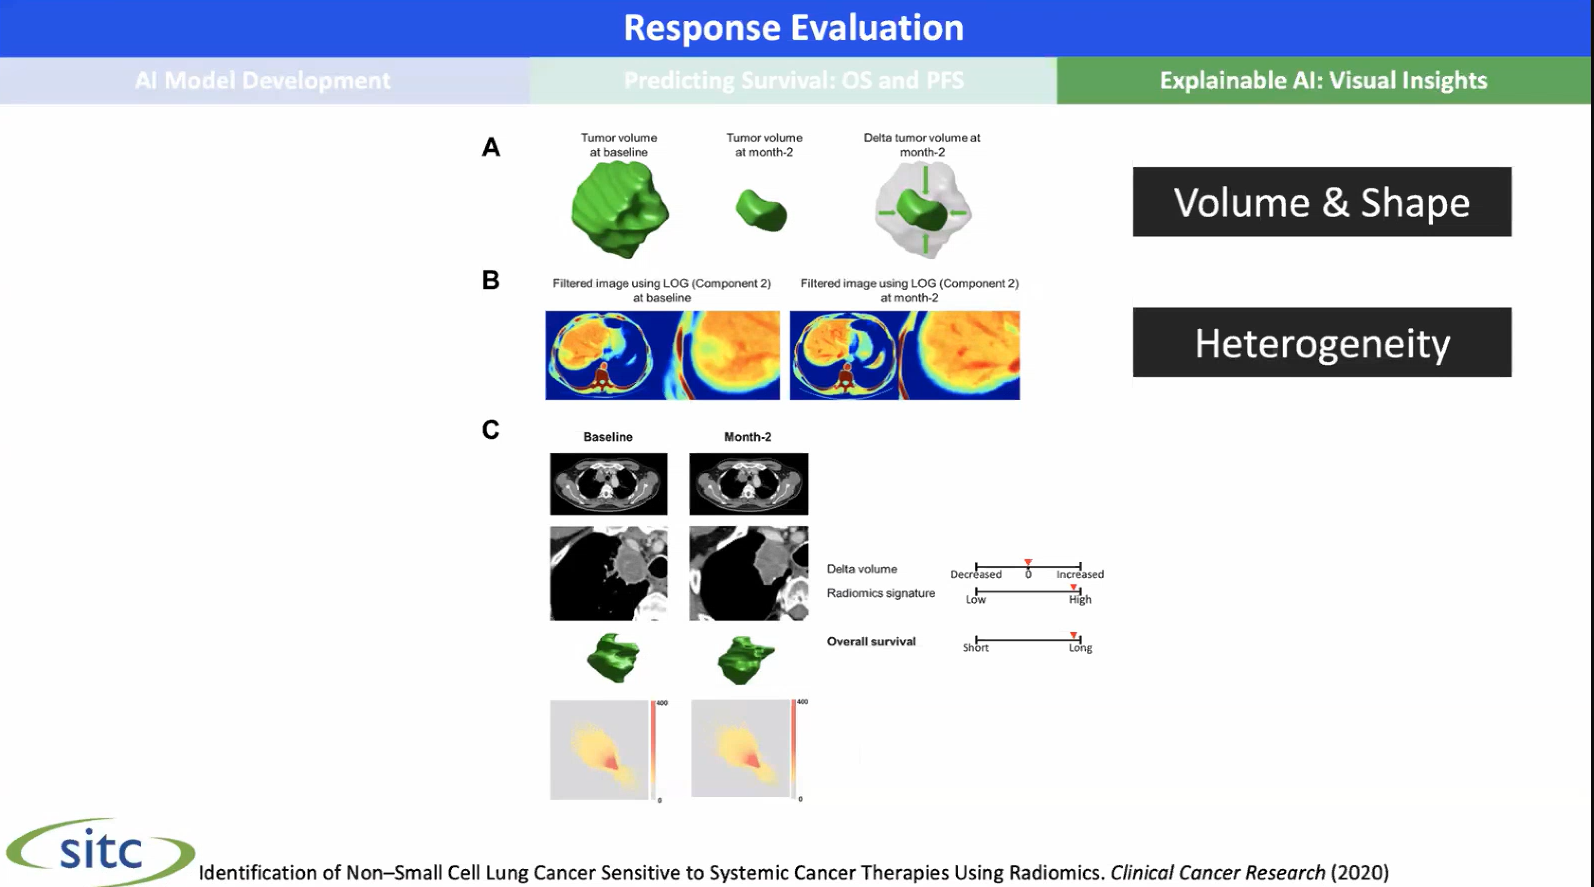 Response Evaluation
AI Model Development
Predicting Survival: OS and PFS
Explainable AI: Visual Insights
A
Tumor volume
at baseline
Tumor volume
at month-2
Delta tumor volume at
month-2
Volume & Shape
B
Filtered image using LOG (Component 2)
at baseline
Filtered image using LOG (Component 2)
at month-2
Heterogeneity
C
Baseline
Month-2
Delta volume
Decreased
0
Increased
Radiomics signature
Low
High
Overall survival
Short
Long
400
0
400
0
sitc
Identification of Non–Small Cell Lung Cancer Sensitive to Systemic Cancer Therapies Using Radiomics. Clinical Cancer Research (2020)